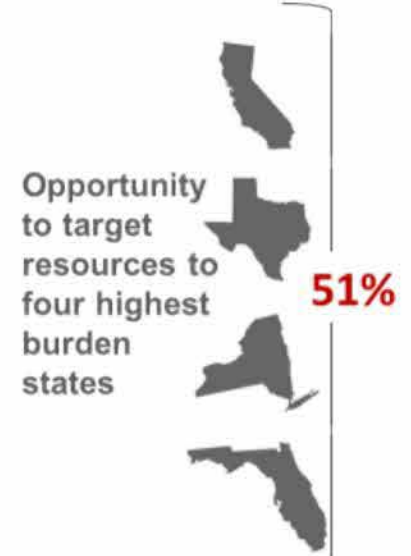 Opportunity
to target
resources to
four highest
burden
states
51%